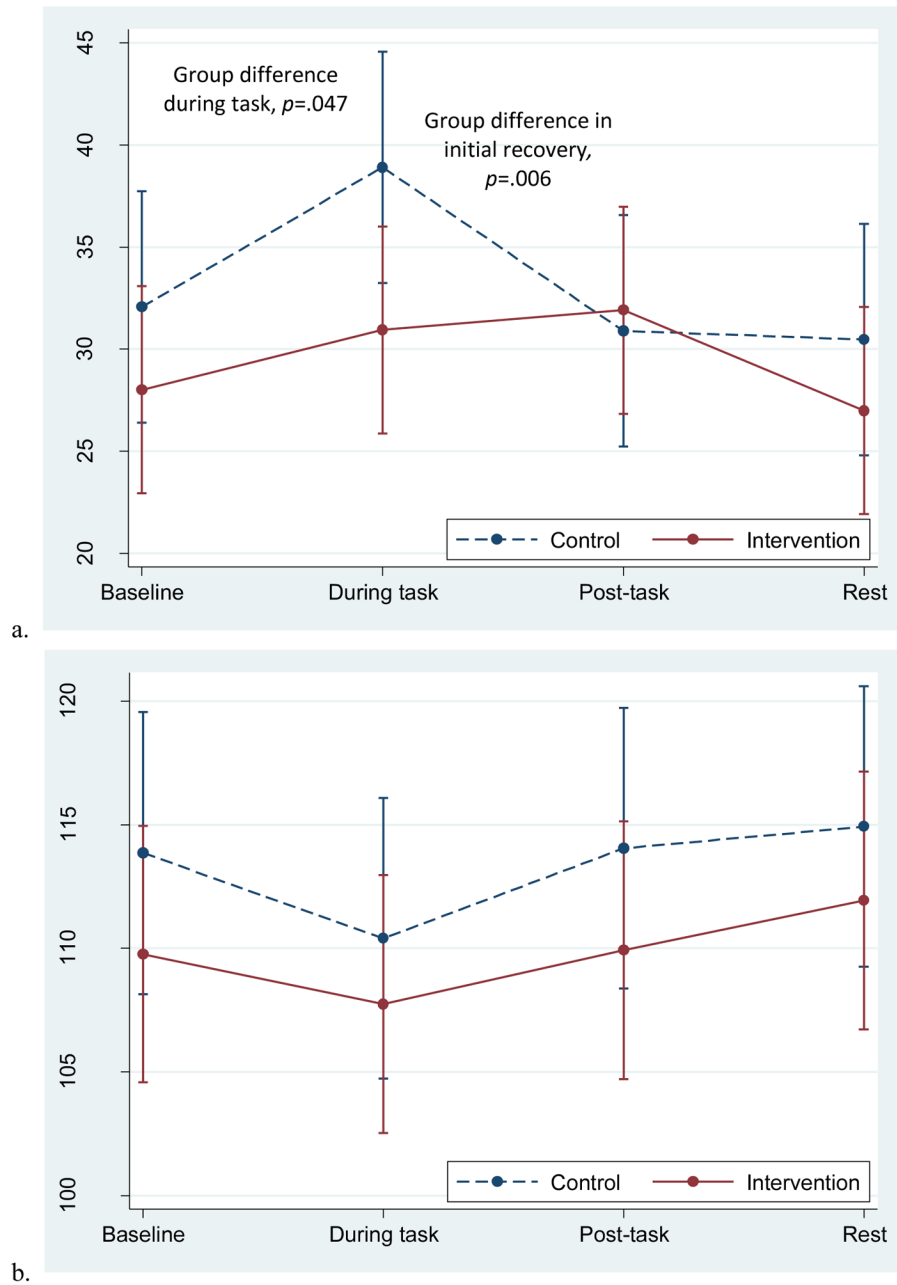 45
40
35
30
25
20
Group difference
during task, p=.047
Group difference in
initial recovery,
p=.006
Control Intervention
Baseline During task Post-task Rest
a.
120
115
110
105
100
Control Intervention
Baseline During task Post-task Rest
b.